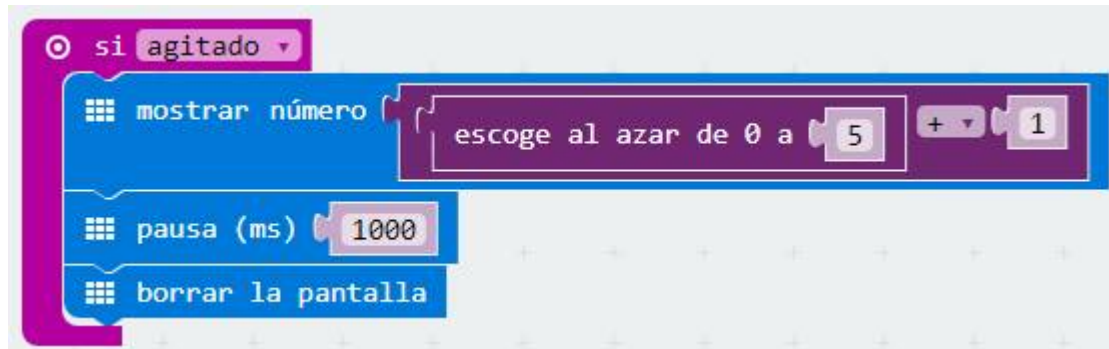 si agitado
mostrar número escoge al azar de 0 a 5 + 1
pausa (ms) 1000
borrar la pantalla